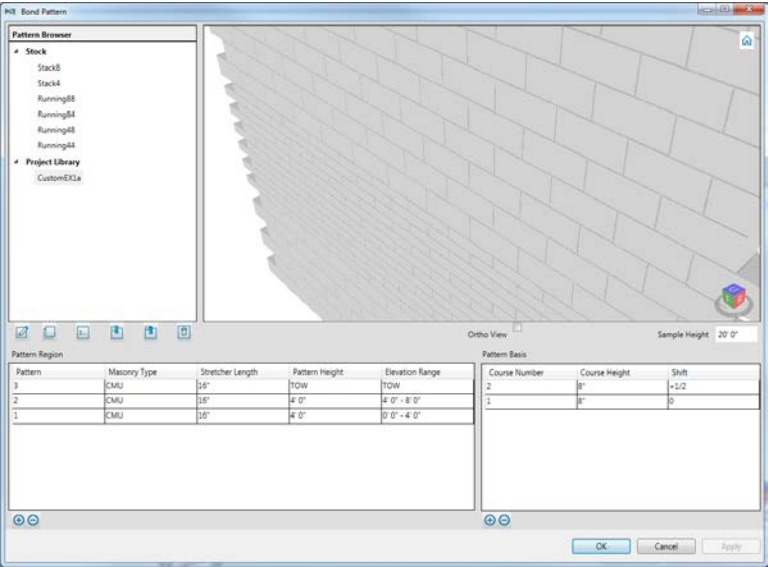 Bond Pattern
Pattern Browser
Stock
Stack8
Stack4
Running88
Running84
Running48
Running44
Project Library
CustomEX1a
Ortho View
Sample Height 20' 0"
Pattern Region
Pattern Masonry Type Stretcher Length Pattern Height Elevation Range
3 CMU 16" TOW TOW
2 CMU 16" 4' 0" 4' 0" - 8' 0"
1 CMU 16" 4' 0" 0' 0" - 4' 0"
Pattern Basis
Course Number Course Height Shift
2 8" +1/2
1 8" 0
OK Cancel Apply